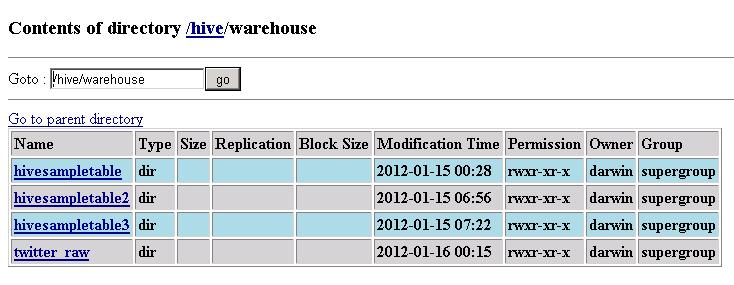 Contents of directory /hive/warehouse
Goto : /hive/warehouse go
Go to parent directory
Name Type Size Replication Block Size Modification Time Permission Owner Group
hivesampletable dir 2012-01-15 00:28 rwxr-xr-x darwin supergroup
hivesampletable2 dir 2012-01-15 06:56 rwxr-xr-x darwin supergroup
hivesampletable3 dir 2012-01-15 07:22 rwxr-xr-x darwin supergroup
twitter_raw dir 2012-01-16 00:15 rwxr-xr-x darwin supergroup